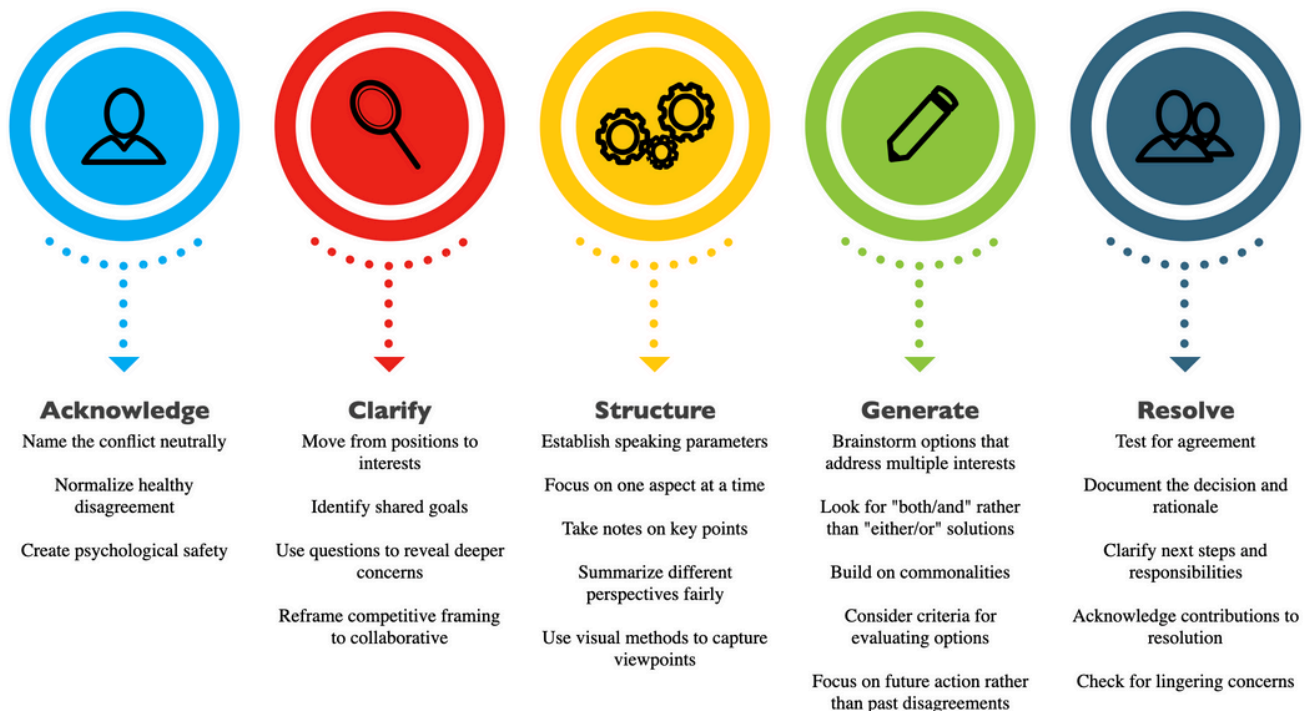 Acknowledge
Name the conflict neutrally
Normalize healthy
disagreement
Create psychological safety
Clarify
Move from positions to
interests
Identify shared goals
Use questions to reveal deeper
concerns
Reframe competitive framing
to collaborative
Structure
Establish speaking parameters
Focus on one aspect at a time
Take notes on key points
Summarize different
perspectives fairly
Use visual methods to capture
viewpoints
Generate
Brainstorm options that
address multiple interests
Look for "both/and" rather
than "either/or" solutions
Build on commonalities
Consider criteria for
evaluating options
Focus on future action rather
than past disagreements
Resolve
Test for agreement
Document the decision and
rationale
Clarify next steps and
responsibilities
Acknowledge contributions to
resolution
Check for lingering concerns